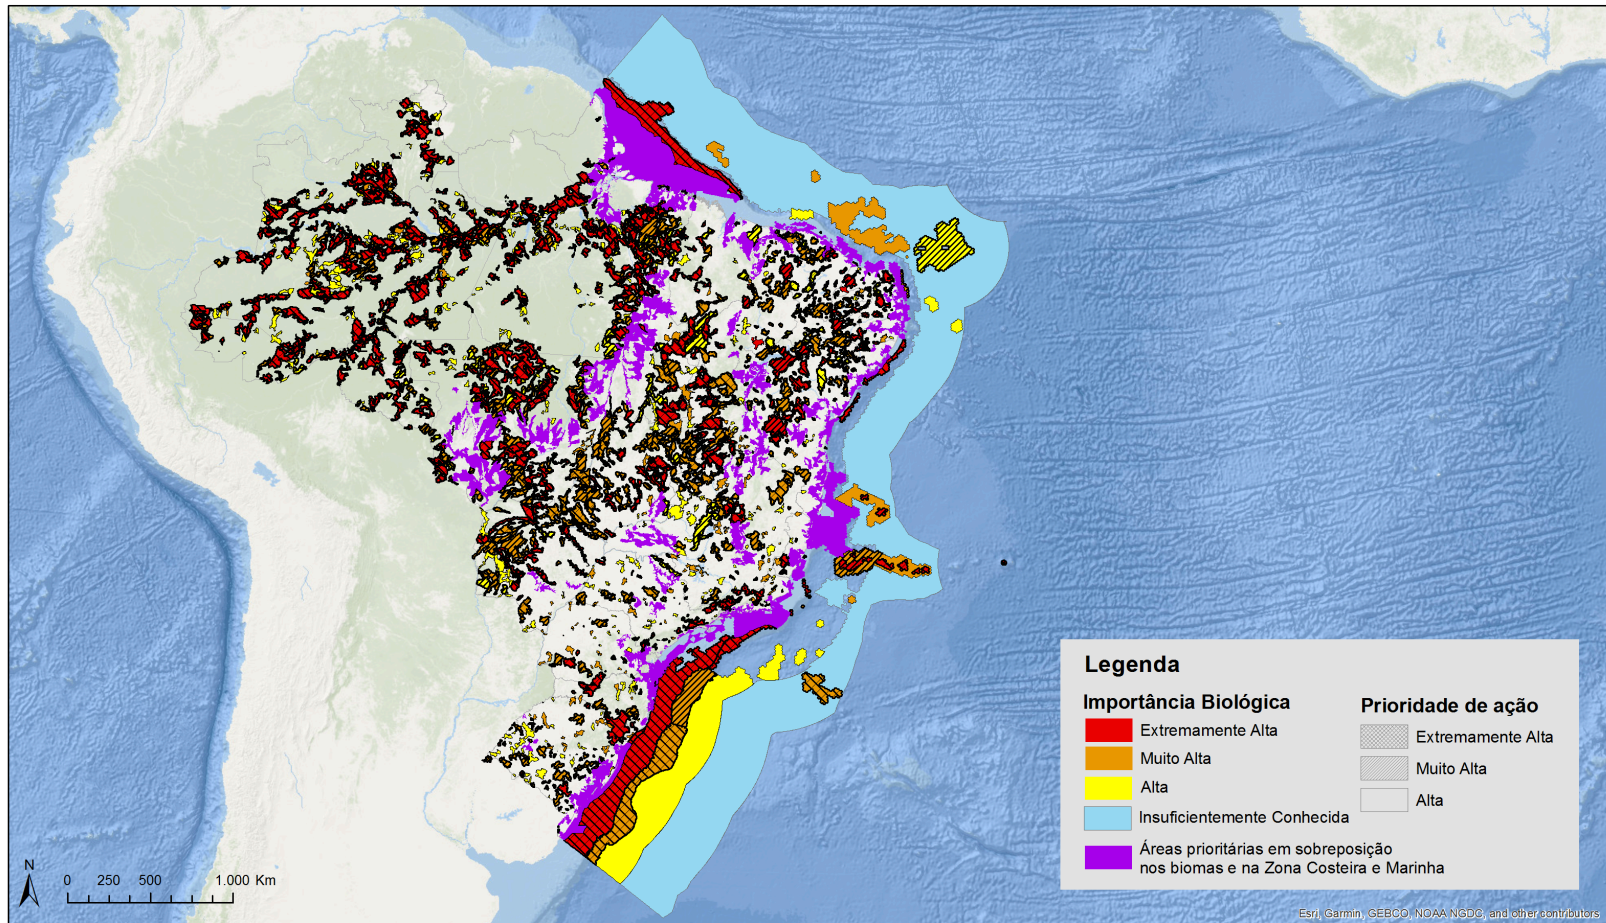 Legenda
Importância Biológica
Extremamente Alta
Muito Alta
Alta
Insuficientemente Conhecida
Áreas prioritárias em sobreposição
nos biomas e na Zona Costeira e Marinha
Prioridade de ação
Extremamente Alta
Muito Alta
Alta
N
0 250 500 1.000 Km
Esri, Garmin, GEBCO, NOAA NGDC, and other contributors